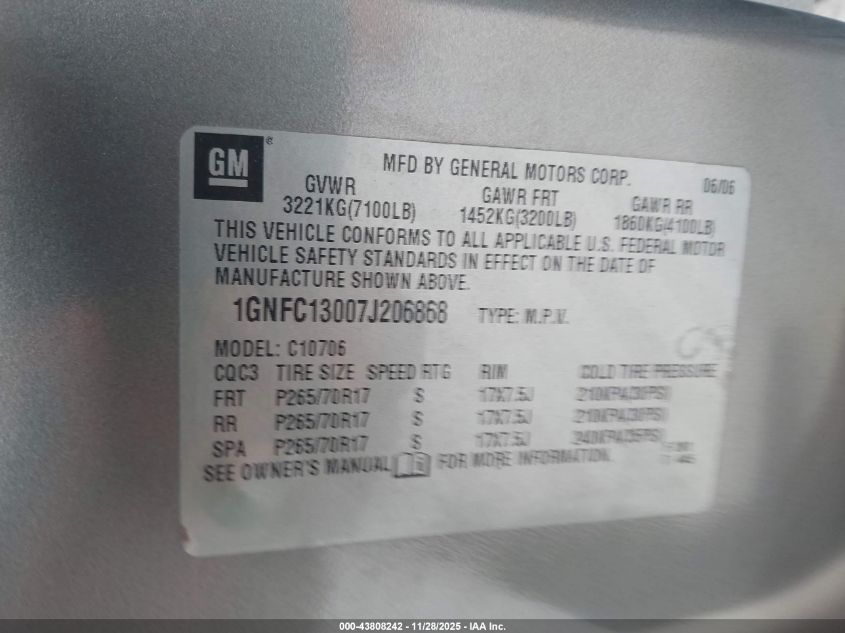 GM ® MFD BY GENERAL MOTORS CORP. 06/06
GVWR GAWR FRT GAWR RR
3221KG(7100LB) 1452KG(3200LB) 1860KG(4100LB)
THIS VEHICLE CONFORMS TO ALL APPLICABLE U.S. FEDERAL MOTOR
VEHICLE SAFETY STANDARDS IN EFFECT ON THE DATE OF
MANUFACTURE SHOWN ABOVE.
1GNFC13007J206868 TYPE: M.P.V.
MODEL: C10706
CQC3 TIRE SIZE SPEED RTG RIM COLD TIRE PRESSURE
FRT P265/70R17 S 17X7.5J 210KPA(30PSI)
RR P265/70R17 S 17X7.5J 210KPA(30PSI)
SPA P265/70R17 S 17X7.5J 240KPA(35PSI)
SEE OWNER'S MANUAL FOR MORE INFORMATION.
000-43808242 - 11/28/2025 - IAA Inc.